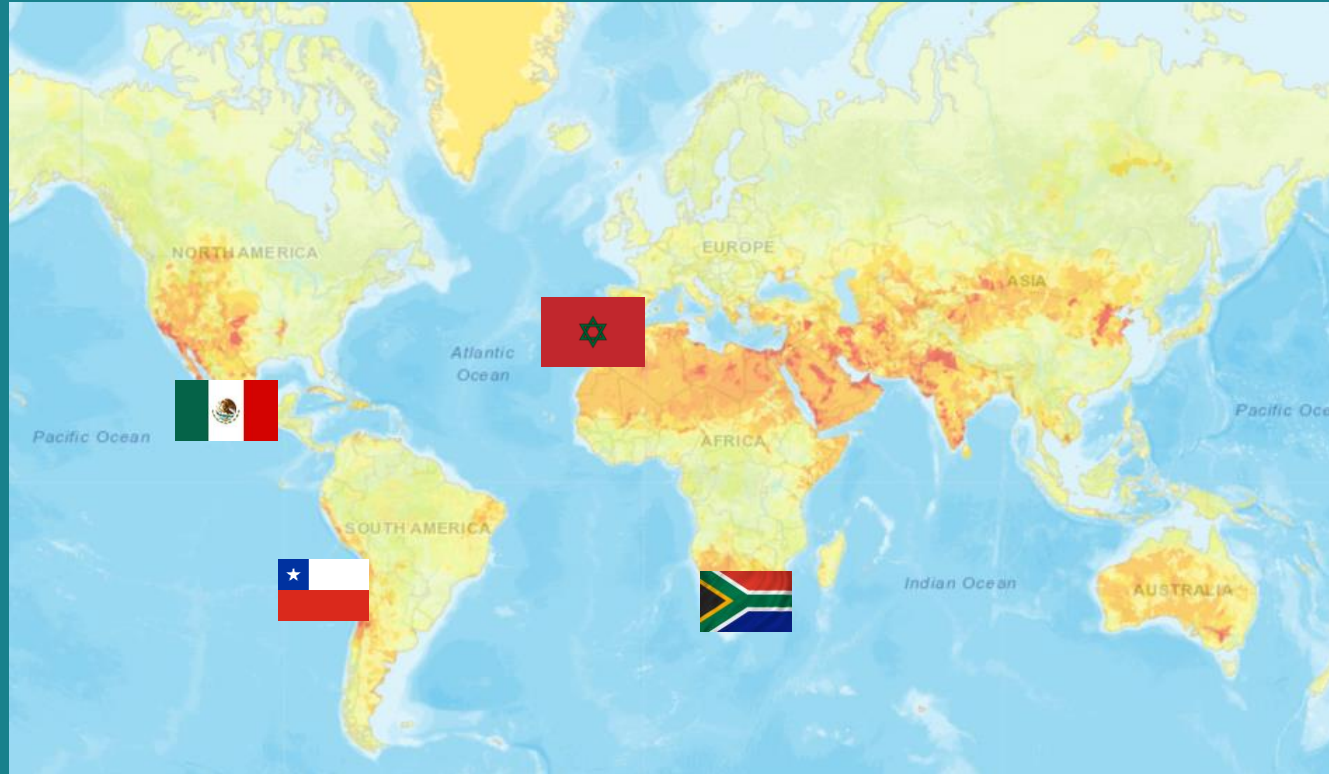 NORTH AMERICA
EUROPE
ASIA
Atlantic
Ocean
Pacific Ocean
Pacific Oce
AFRICA
SOUTH AMERICA
Indian Ocean
AUSTRALIA